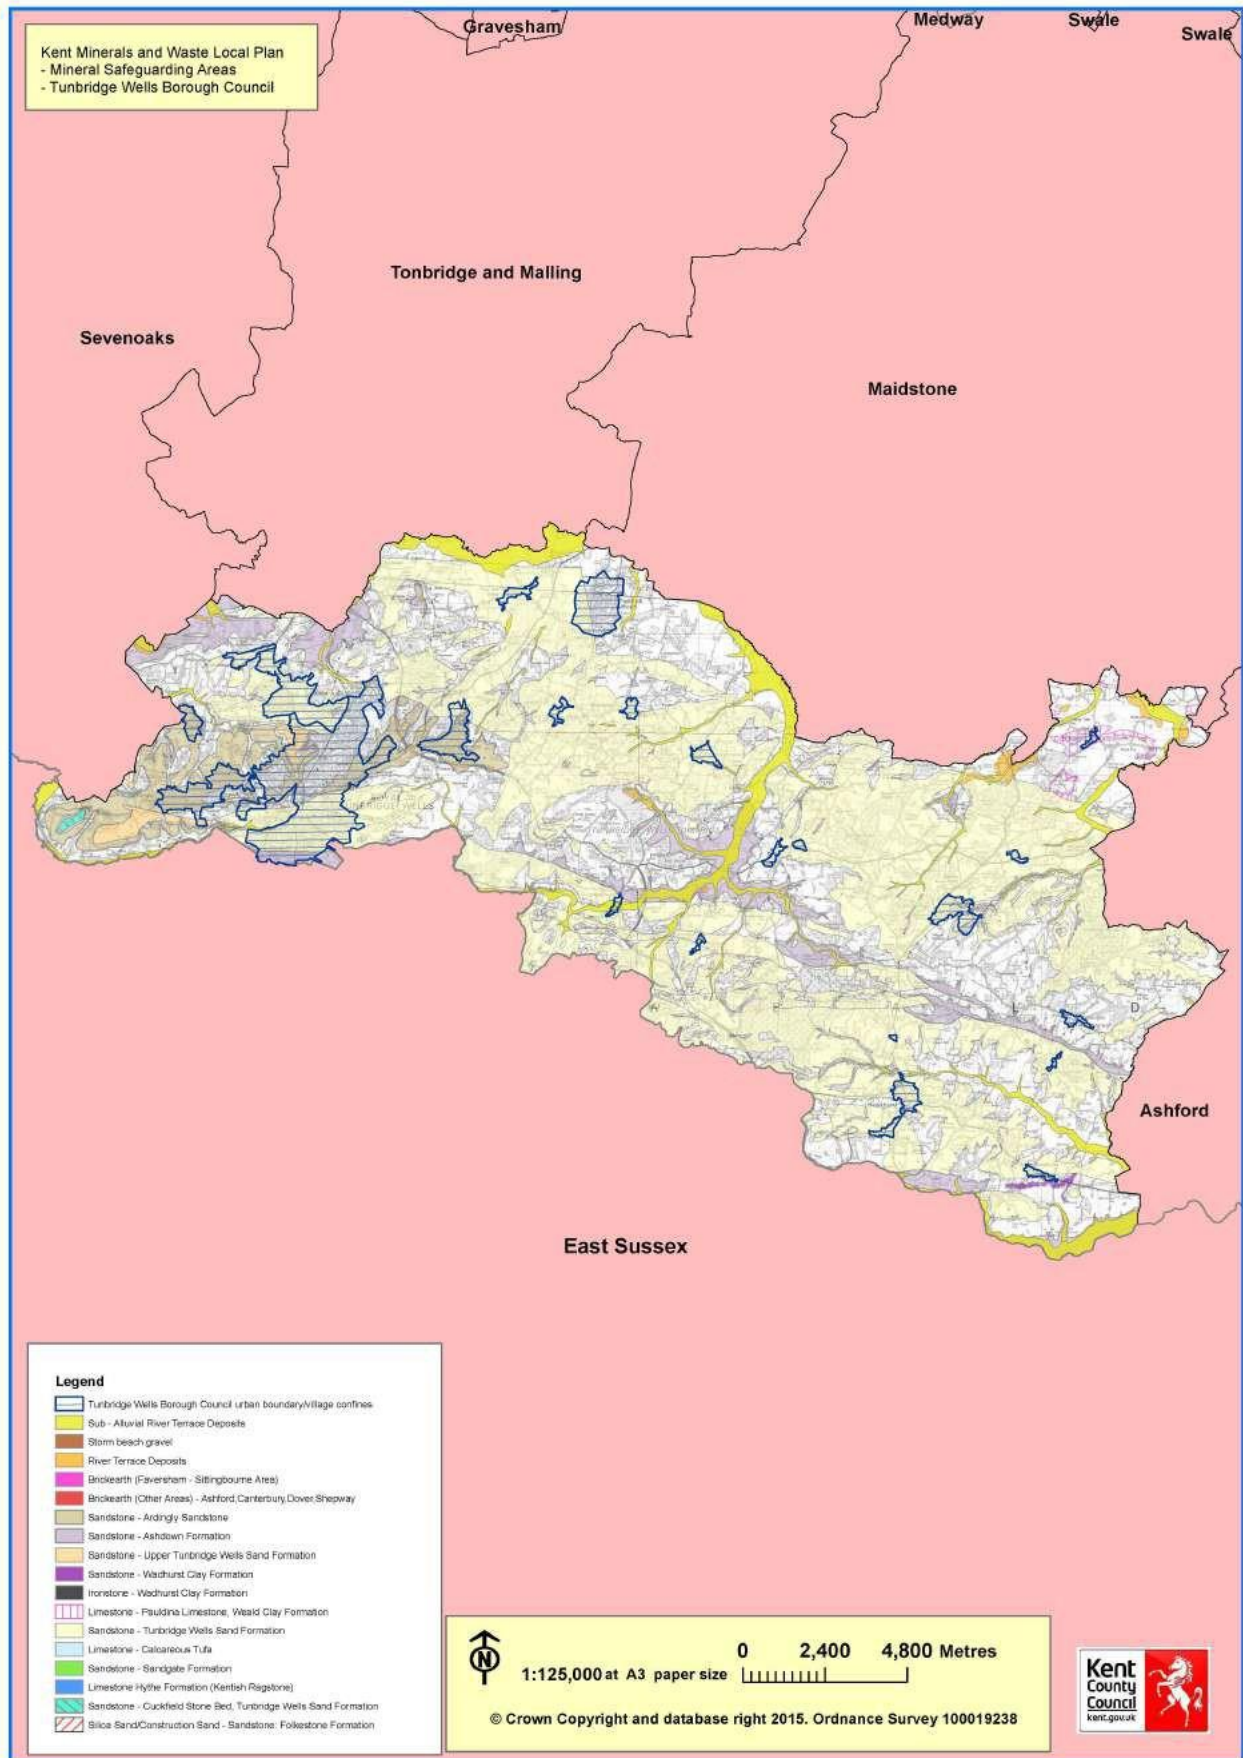 Gravesham
Medway
Swale
Swale
Kent Minerals and Waste Local Plan
- Mineral Safeguarding Areas
- Tunbridge Wells Borough Council
Tonbridge and Malling
Sevenoaks
Maidstone
L
D
Ashford
East Sussex
Legend
Tunbridge Wells Borough Council urban boundary/village confines
Sub - Alluvial River Terrace Deposits
Storm beach gravel
River Terrace Deposits
Brickearth (Faversham - Sittingbourne Area)
Brickearth (Other Areas) - Ashford,Canterbury,Dover,Shepway
Sandstone - Ardingly Sandstone
Sandstone - Ashdown Formation
Sandstone - Upper Tunbridge Wells Sand Formation
Sandstone - Wadhurst Clay Formation
Ironstone - Wadhurst Clay Formation
Limestone - Paludina Limestone, Weald Clay Formation
Sandstone - Tunbridge Wells Sand Formation
Limestone - Calcareous Tufa
Sandstone - Sandgate Formation
Limestone Hythe Formation (Kentish Ragstone)
Sandstone - Cuckfield Stone Bed, Tunbridge Wells Sand Formation
Silica Sand/Construction Sand - Sandstone: Folkestone Formation
N
1:125,000 at A3 paper size
0 2,400 4,800 Metres
© Crown Copyright and database right 2015. Ordnance Survey 100019238
Kent
County
Council
kent.gov.uk